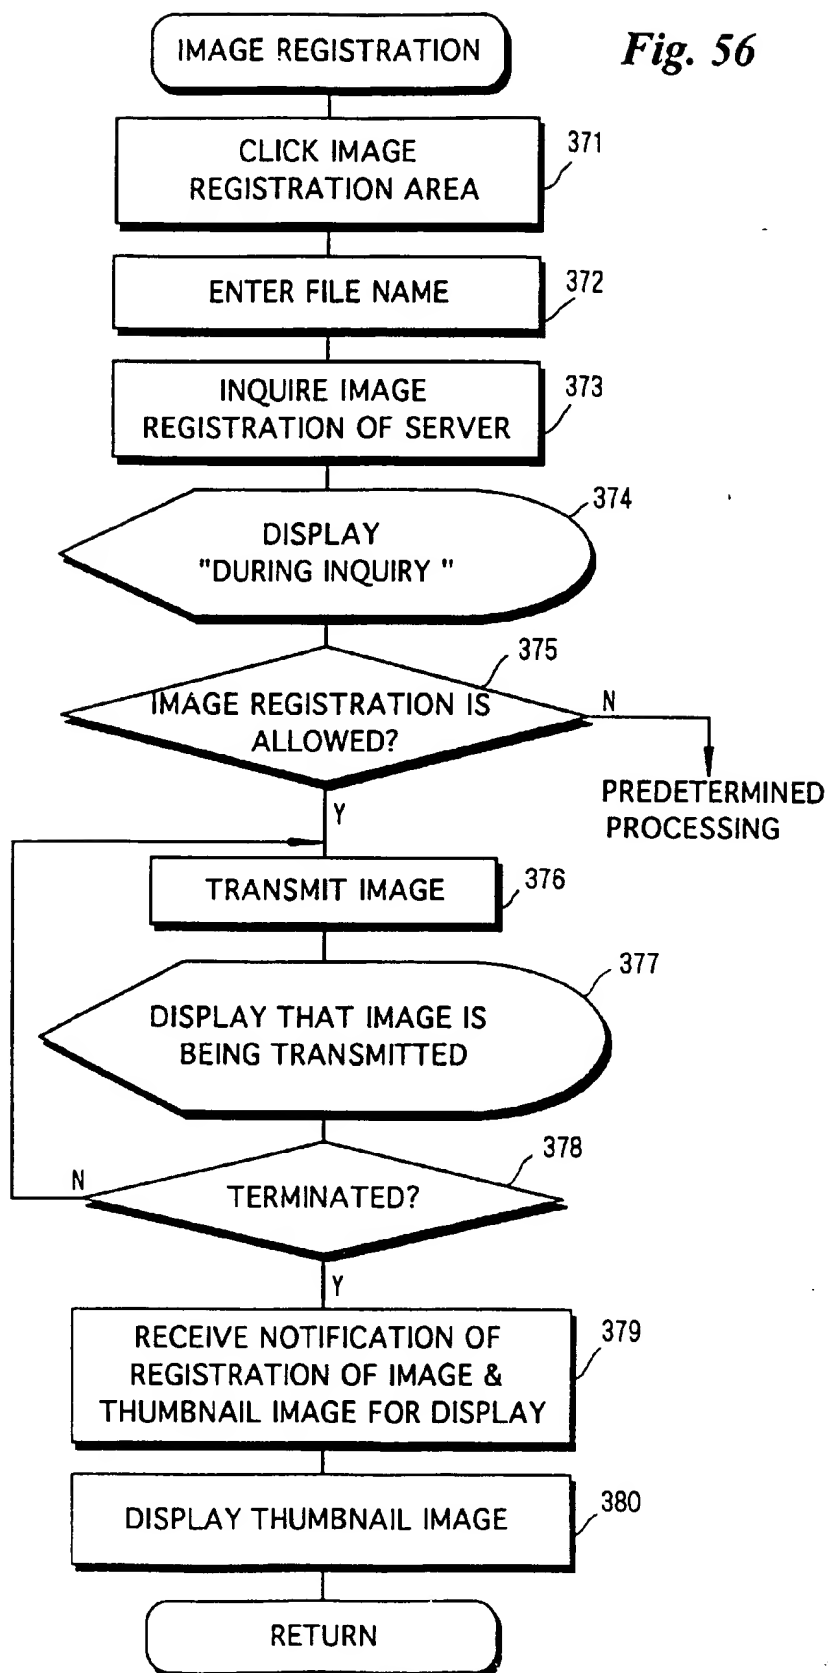 IMAGE REGISTRATION
Fig. 56
CLICK IMAGE
REGISTRATION AREA
371
ENTER FILE NAME
372
INQUIRE IMAGE
REGISTRATION OF SERVER
373
374
DISPLAY
"DURING INQUIRY "
375
IMAGE REGISTRATION IS
ALLOWED?
N
PREDETERMINED
PROCESSING
Y
TRANSMIT IMAGE
376
377
DISPLAY THAT IMAGE IS
BEING TRANSMITTED
378
N
TERMINATED?
Y
RECEIVE NOTIFICATION OF
REGISTRATION OF IMAGE &
THUMBNAIL IMAGE FOR DISPLAY
379
DISPLAY THUMBNAIL IMAGE
380
RETURN